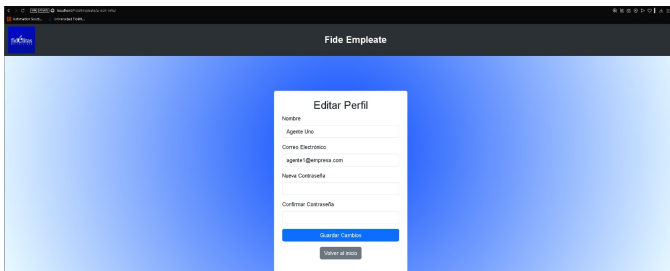 Fide Empleate
Editar Perfil
Nombre
Agente Uno
Correo Electrónico
agente1@empresa.com
Nueva Contraseña
Confirmar Contraseña
Guardar Cambios
Volver al inicio